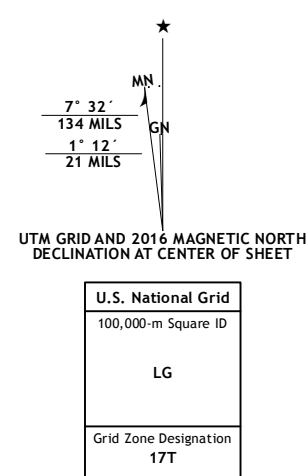 ★
MN
7° 32´
134 MILS
GN
1° 12´
21 MILS
UTM GRID AND 2016 MAGNETIC NORTH
DECLINATION AT CENTER OF SHEET
U.S. National Grid
100,000-m Square ID
LG
Grid Zone Designation
17T